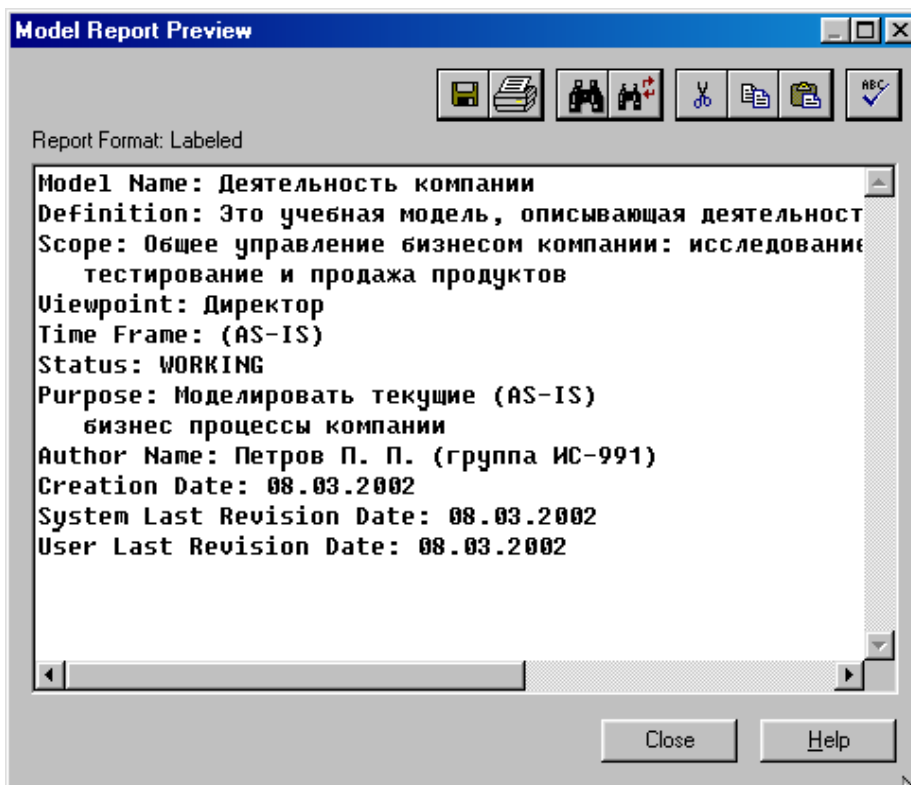 Model Report Preview
ABC
Report Format: Labeled
Model Name: Деятельность компании
Definition: Это учебная модель, описывающая деятельност
Scope: Общее управление бизнесом компании: исследование
тестирование и продажа продуктов
Viewpoint: Директор
Time Frame: (AS-IS)
Status: WORKING
Purpose: Моделировать текущие (AS-IS)
бизнес процессы компании
Author Name: Петров П. П. (группа ИС-991)
Creation Date: 08.03.2002
System Last Revision Date: 08.03.2002
User Last Revision Date: 08.03.2002
Close Help